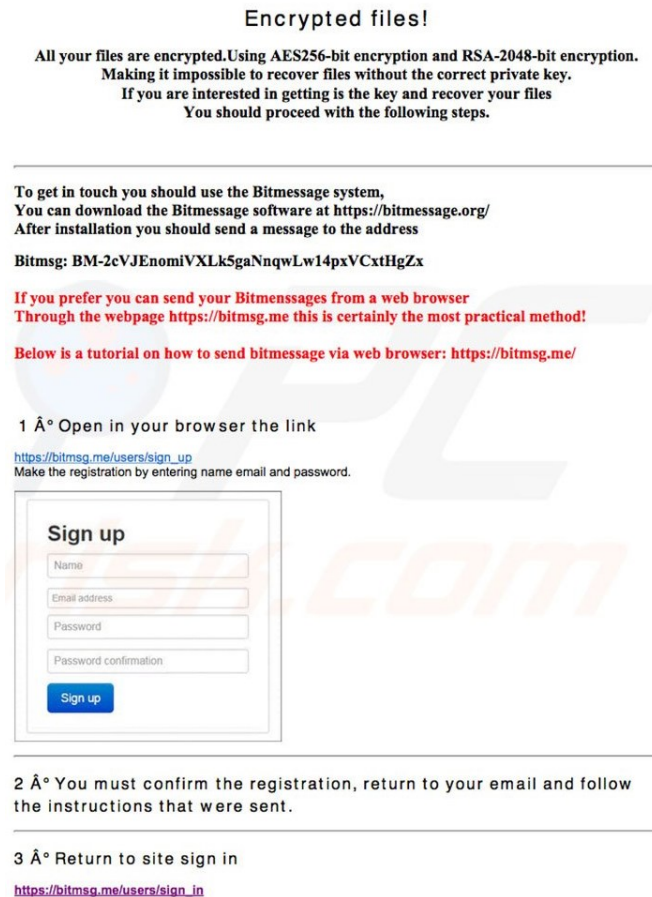 Encrypted files!
All your files are encrypted.Using AES256-bit encryption and RSA-2048-bit encryption.
Making it impossible to recover files without the correct private key.
If you are interested in getting is the key and recover your files
You should proceed with the following steps.
To get in touch you should use the Bitmessage system,
You can download the Bitmessage software at https://bitmessage.org/
After installation you should send a message to the address
Bitmsg: BM-2cVJEnomiVXLk5gaNnqwLw14pxVCxtHgZx
If you prefer you can send your Bitmenssages from a web browser
Through the webpage https://bitmsg.me this is certainly the most practical method!
Below is a tutorial on how to send bitmessage via web browser: https://bitmsg.me/
1 Âº Open in your browser the link
https://bitmsg.me/users/sign_up
Make the registration by entering name email and password.
Sign up
Name
Email address
Password
Password confirmation
Sign up
2 Âº You must confirm the registration, return to your email and follow
the instructions that were sent.
3 Âº Return to site sign in
https://bitmsg.me/users/sign_in
PC
risk.com